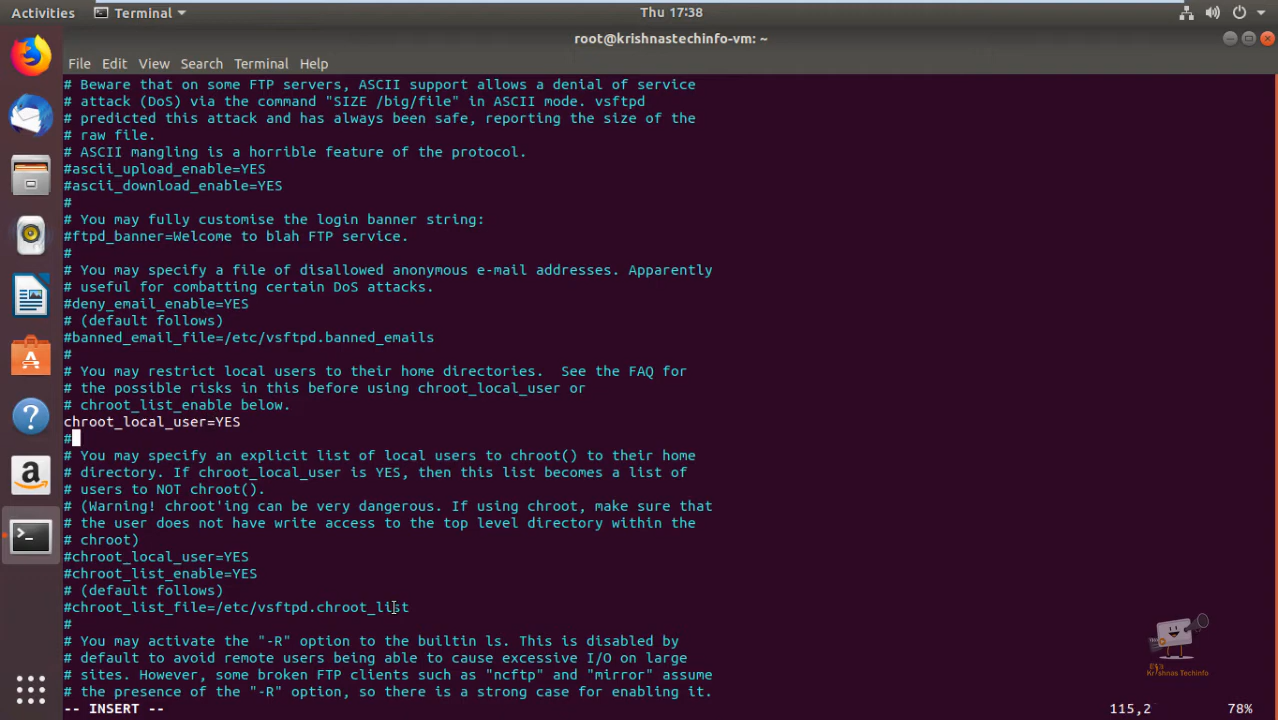 Activities
Terminal
Thu 17:38
root@krishnastechinfo-vm: ~
File Edit View Search Terminal Help
# Beware that on some FTP servers, ASCII support allows a denial of service
# attack (DoS) via the command "SIZE /big/file" in ASCII mode. vsftpd
# predicted this attack and has always been safe, reporting the size of the
# raw file.
# ASCII mangling is a horrible feature of the protocol.
#ascii_upload_enable=YES
#ascii_download_enable=YES
#
# You may fully customise the login banner string:
#ftpd_banner=Welcome to blah FTP service.
#
# You may specify a file of disallowed anonymous e-mail addresses. Apparently
# useful for combatting certain DoS attacks.
#deny_email_enable=YES
# (default follows)
#banned_email_file=/etc/vsftpd.banned_emails
#
# You may restrict local users to their home directories.  See the FAQ for
# the possible risks in this before using chroot_local_user or
# chroot_list_enable below.
chroot_local_user=YES
#
# You may specify an explicit list of local users to chroot() to their home
# directory. If chroot_local_user is YES, then this list becomes a list of
# users to NOT chroot().
# (Warning! chroot'ing can be very dangerous. If using chroot, make sure that
# the user does not have write access to the top level directory within the
# chroot)
#chroot_local_user=YES
#chroot_list_enable=YES
# (default follows)
#chroot_list_file=/etc/vsftpd.chroot_list
#
# You may activate the "-R" option to the builtin ls. This is disabled by
# default to avoid remote users being able to cause excessive I/O on large
# sites. However, some broken FTP clients such as "ncftp" and "mirror" assume
# the presence of the "-R" option, so there is a strong case for enabling it.
-- INSERT --
115,2
78%
Krishnas Techinfo